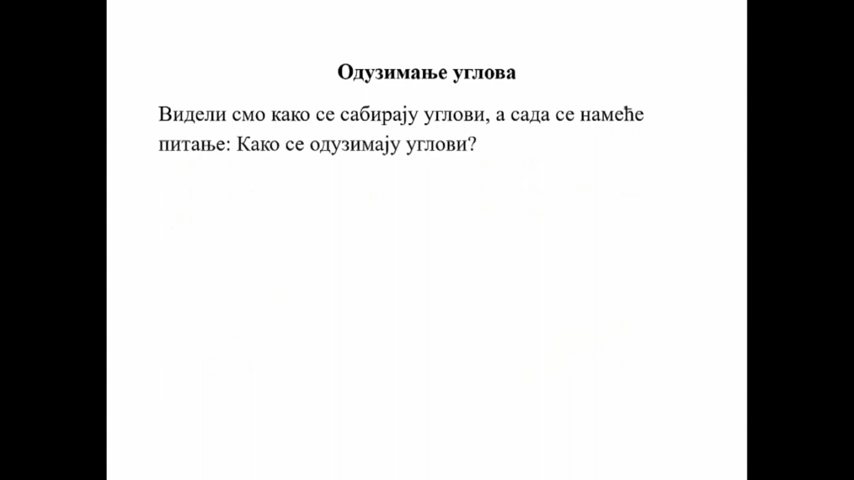 Одузимање углова
Видели смо како се сабирају углови, а сада се намеће
питање: Како се одузимају углови?